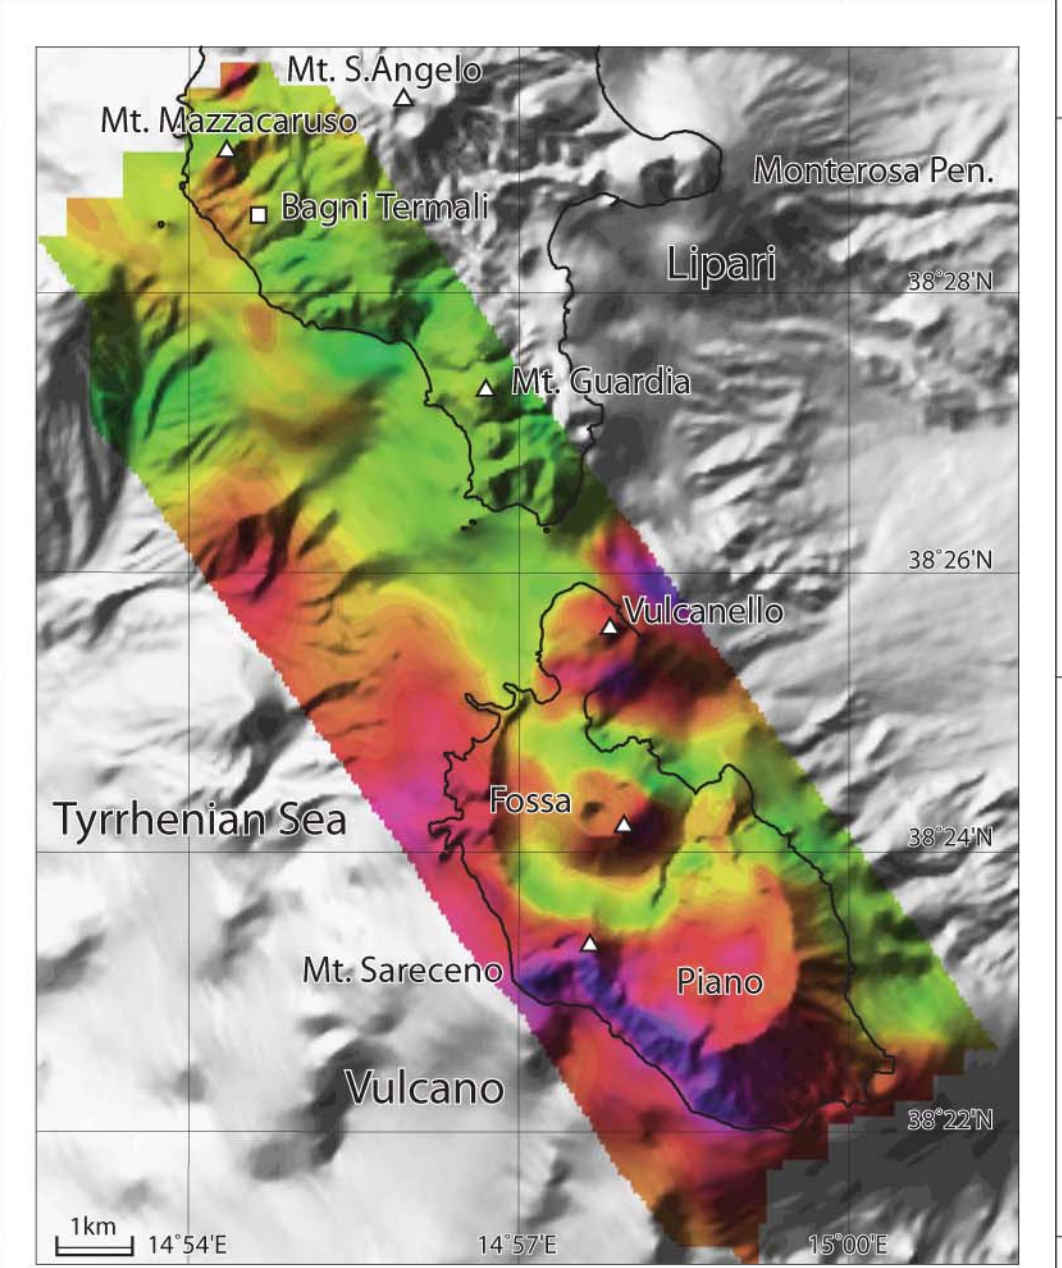 Mt. S.Angelo
Mt. Mazzacaruso
Monterosa Pen.
Bagni Termali
Lipari
38°28'N
Mt. Guardia
38°26'N
Vulcanello
Fossa
Tyrrhenian Sea
38°24'N
Mt. Sareceno
Piano
Vulcano
38°22'N
1km
14°54'E
14°57'E
15°00'E